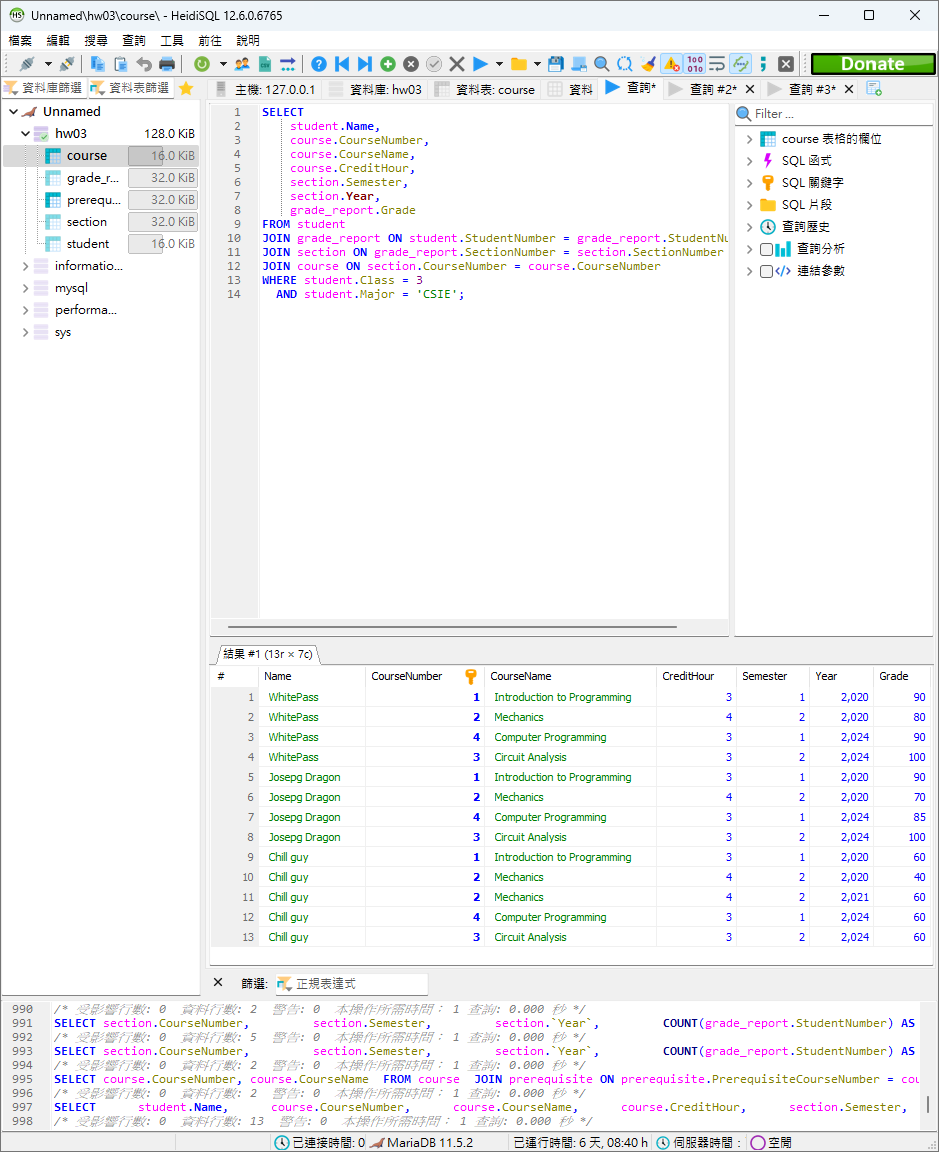 Unnamed\hw03\course\ - HeidiSQL 12.6.0.6765
檔案 編輯 搜尋 查詢 工具 前往 說明
Donate
資料庫篩選 資料表篩選
主機: 127.0.0.1 資料庫: hw03 資料表: course 資料 查詢* 查詢 #2* 查詢 #3*
Unnamed
hw03 128.0 KiB
course 16.0 KiB
grade_r... 32.0 KiB
prerequ... 32.0 KiB
section 32.0 KiB
student 16.0 KiB
informatio...
mysql
performa...
sys
1 SELECT
2 student.Name,
3 course.CourseNumber,
4 course.CourseName,
5 course.CreditHour,
6 section.Semester,
7 section.Year,
8 grade_report.Grade
9 FROM student
10 JOIN grade_report ON student.StudentNumber = grade_report.StudentNu
11 JOIN section ON grade_report.SectionNumber = section.SectionNumber
12 JOIN course ON section.CourseNumber = course.CourseNumber
13 WHERE student.Class = 3
14 AND student.Major = 'CSIE';
Filter ...
course 表格的欄位
SQL 函式
SQL 關鍵字
SQL 片段
查詢歷史
查詢分析
連結參數
結果 #1 (13r × 7c)
# Name CourseNumber CourseName CreditHour Semester Year Grade
1 WhitePass 1 Introduction to Programming 3 1 2,020 90
2 WhitePass 2 Mechanics 4 2 2,020 80
3 WhitePass 4 Computer Programming 3 1 2,024 90
4 WhitePass 3 Circuit Analysis 3 2 2,024 100
5 Josepg Dragon 1 Introduction to Programming 3 1 2,020 90
6 Josepg Dragon 2 Mechanics 4 2 2,020 70
7 Josepg Dragon 4 Computer Programming 3 1 2,024 85
8 Josepg Dragon 3 Circuit Analysis 3 2 2,024 100
9 Chill guy 1 Introduction to Programming 3 1 2,020 60
10 Chill guy 2 Mechanics 4 2 2,020 40
11 Chill guy 2 Mechanics 4 2 2,021 60
12 Chill guy 4 Computer Programming 3 1 2,024 60
13 Chill guy 3 Circuit Analysis 3 2 2,024 60
篩選: 正規表達式
990 /* 受影響行數: 0 資料行數: 2 警告: 0 本操作所需時間： 1 查詢: 0.000 秒 */
991 SELECT section.CourseNumber, section.Semester, section.`Year`, COUNT(grade_report.StudentNumber) AS
992 /* 受影響行數: 0 資料行數: 5 警告: 0 本操作所需時間： 1 查詢: 0.000 秒 */
993 SELECT section.CourseNumber, section.Semester, section.`Year`, COUNT(grade_report.StudentNumber) AS
994 /* 受影響行數: 0 資料行數: 2 警告: 0 本操作所需時間： 1 查詢: 0.000 秒 */
995 SELECT course.CourseNumber, course.CourseName FROM course JOIN prerequisite ON prerequisite.PrerequisiteCourseNumber = cou
996 /* 受影響行數: 0 資料行數: 2 警告: 0 本操作所需時間： 1 查詢: 0.000 秒 */
997 SELECT student.Name, course.CourseNumber, course.CourseName, course.CreditHour, section.Semester,
998 /* 受影響行數: 0 資料行數: 13 警告: 0 本操作所需時間： 1 查詢: 0.000 秒 */
已連接時間: 0 MariaDB 11.5.2 已運行時間: 6 天, 08:40 h 伺服器時間： 空閒